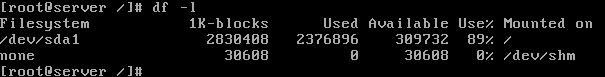 [root@server /]# df -l
Filesystem 1K-blocks Used Available Use% Mounted on
/dev/sda1 2830408 2376896 309732 89% /
none 30608 0 30608 0% /dev/shm
[root@server /]#